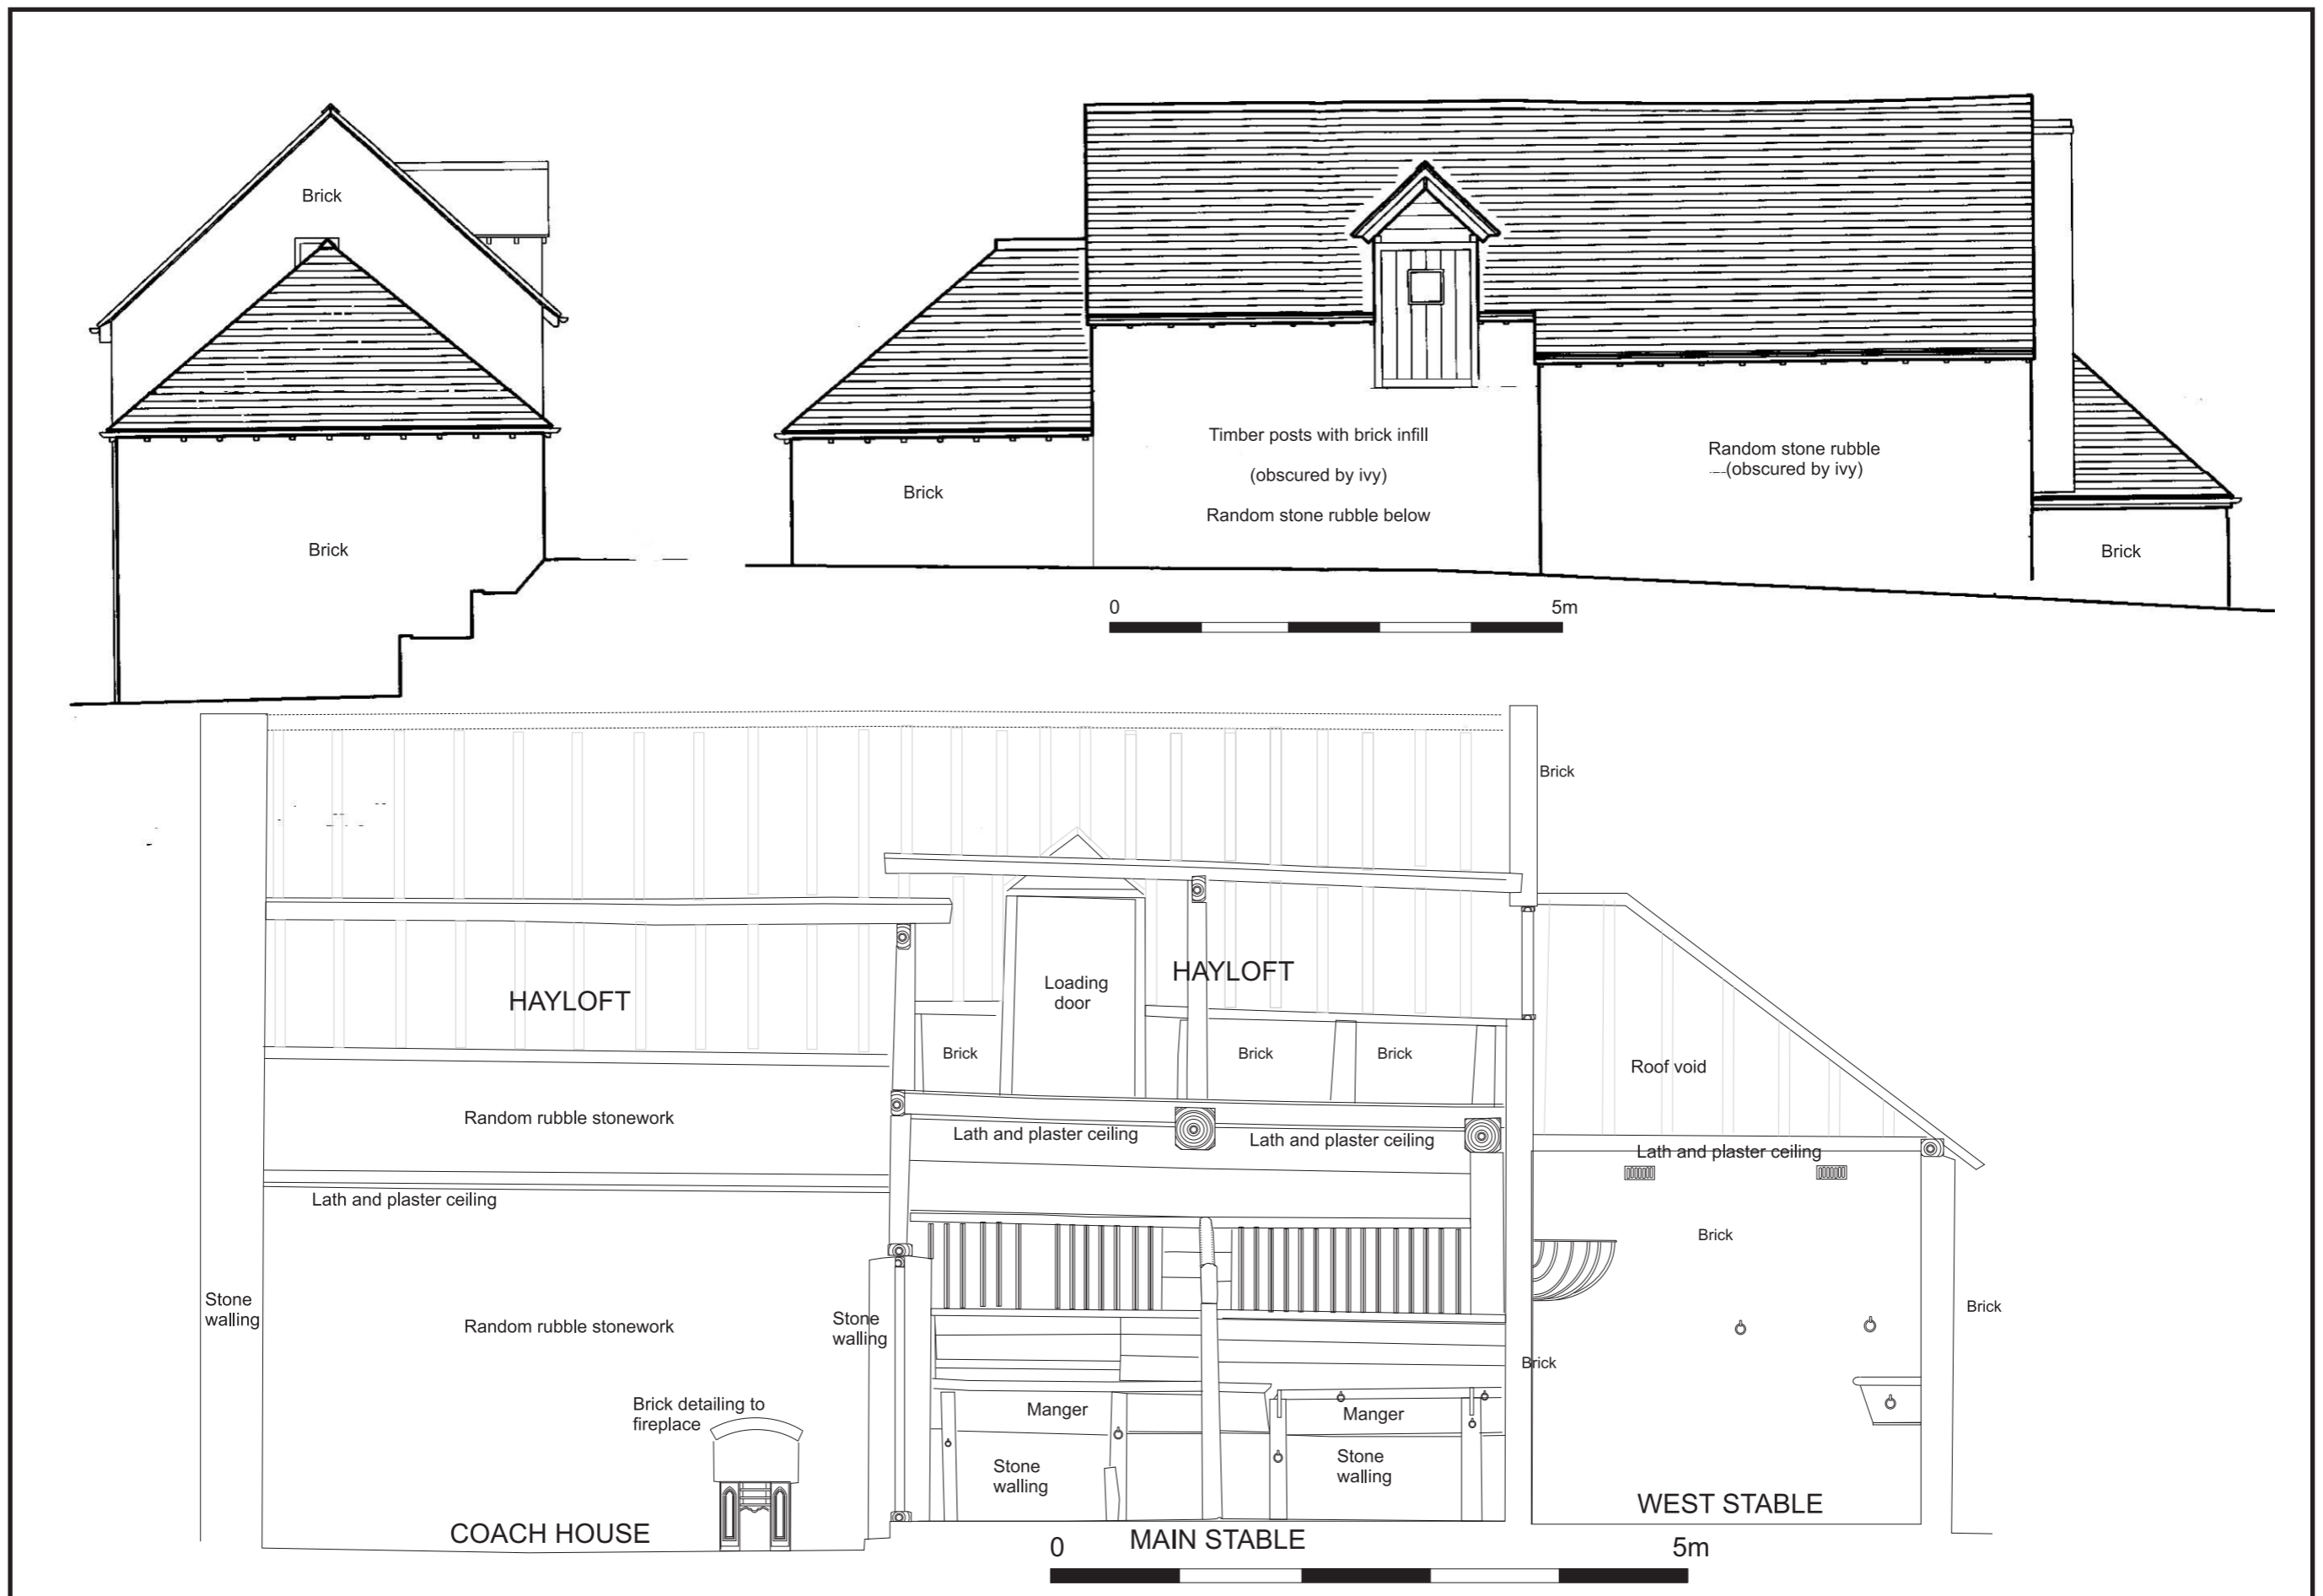 Brick
Brick
Brick
Timber posts with brick infill
(obscured by ivy)
Random stone rubble below
Random stone rubble
(obscured by ivy)
Brick
0 5m
Brick
HAYLOFT
HAYLOFT
Loading
door
Brick
Brick
Brick
Roof void
Random rubble stonework
Lath and plaster ceiling
Lath and plaster ceiling
Lath and plaster ceiling
Lath and plaster ceiling
Brick
Stone
walling
Random rubble stonework
Stone
walling
Brick
Brick
Brick detailing to
fireplace
Manger
Manger
Stone
walling
Stone
walling
COACH HOUSE
MAIN STABLE
WEST STABLE
0 5m